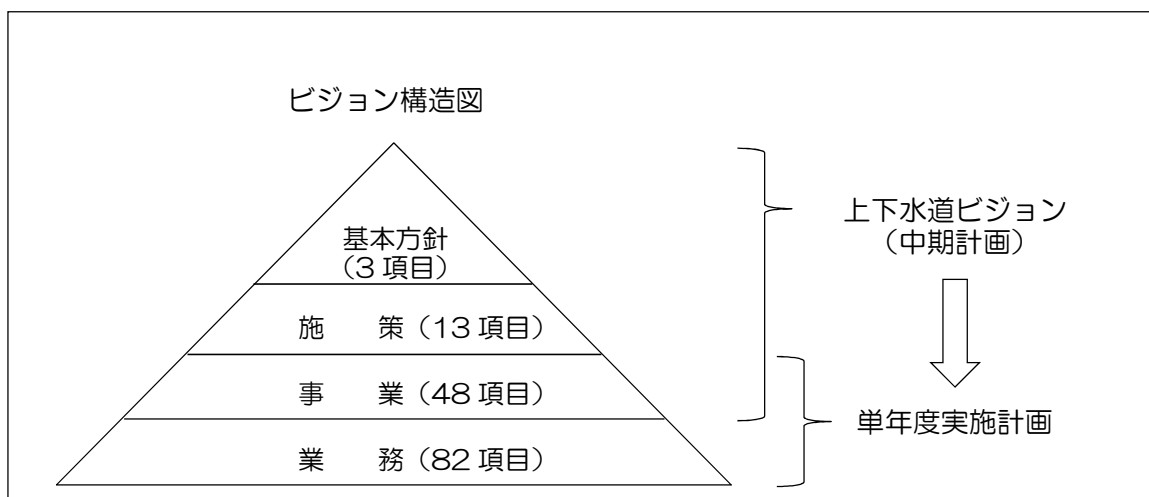 ビジョン構造図
基本方針
（3 項目）
施　　策（13 項目）
事　　業（48 項目）
業　　務（82 項目）
上下水道ビジョン
（中期計画）
単年度実施計画